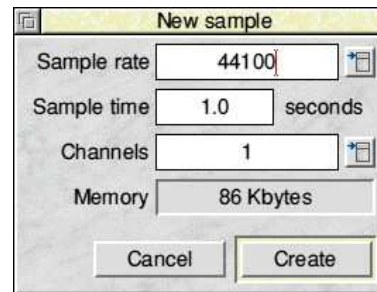 New sample
Sample rate 44100
Sample time 1.0 seconds
Channels 1
Memory 86 Kbytes
Cancel Create